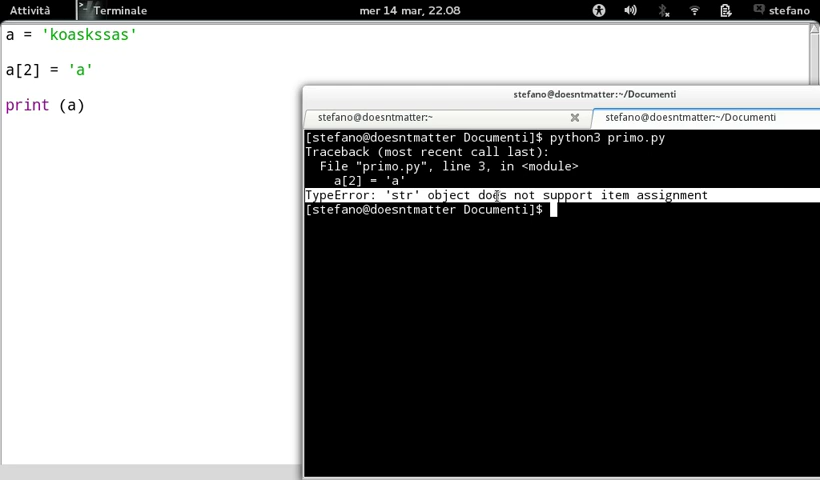 Attività Terminale mer 14 mar, 22.08 stefano
a = 'koaskssas'
a[2] = 'a'
print (a)
stefano@doesntmatter:~/Documenti
stefano@doesntmatter:~ stefano@doesntmatter:~/Documenti
[stefano@doesntmatter Documenti]$ python3 primo.py
Traceback (most recent call last):
File "primo.py", line 3, in <module>
a[2] = 'a'
TypeError: 'str' object does not support item assignment
[stefano@doesntmatter Documenti]$